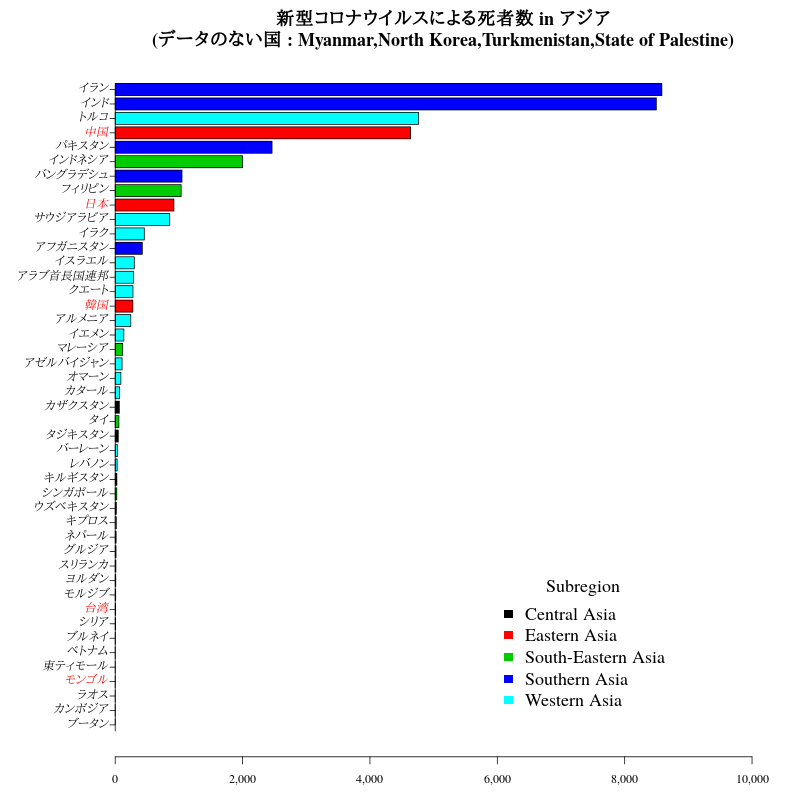 新型コロナウイルスによる死者数 in アジア
(データのない国 : Myanmar,North Korea,Turkmenistan,State of Palestine)
イラン
インド
トルコ
中国
パキスタン
インドネシア
バングラデシュ
フィリピン
日本
サウジアラビア
イラク
アフガニスタン
イスラエル
アラブ首長国連邦
クエート
韓国
アルメニア
イエメン
マレーシア
アゼルバイジャン
オマーン
カタール
カザクスタン
タイ
タジキスタン
バーレーン
レバノン
キルギスタン
シンガポール
ウズベキスタン
キプロス
ネパール
グルジア
スリランカ
ヨルダン
モルジブ
台湾
シリア
ブルネイ
ベトナム
東ティモール
モンゴル
ラオス
カンボジア
ブータン
Subregion
Central Asia
Eastern Asia
South-Eastern Asia
Southern Asia
Western Asia
0 2,000 4,000 6,000 8,000 10,000